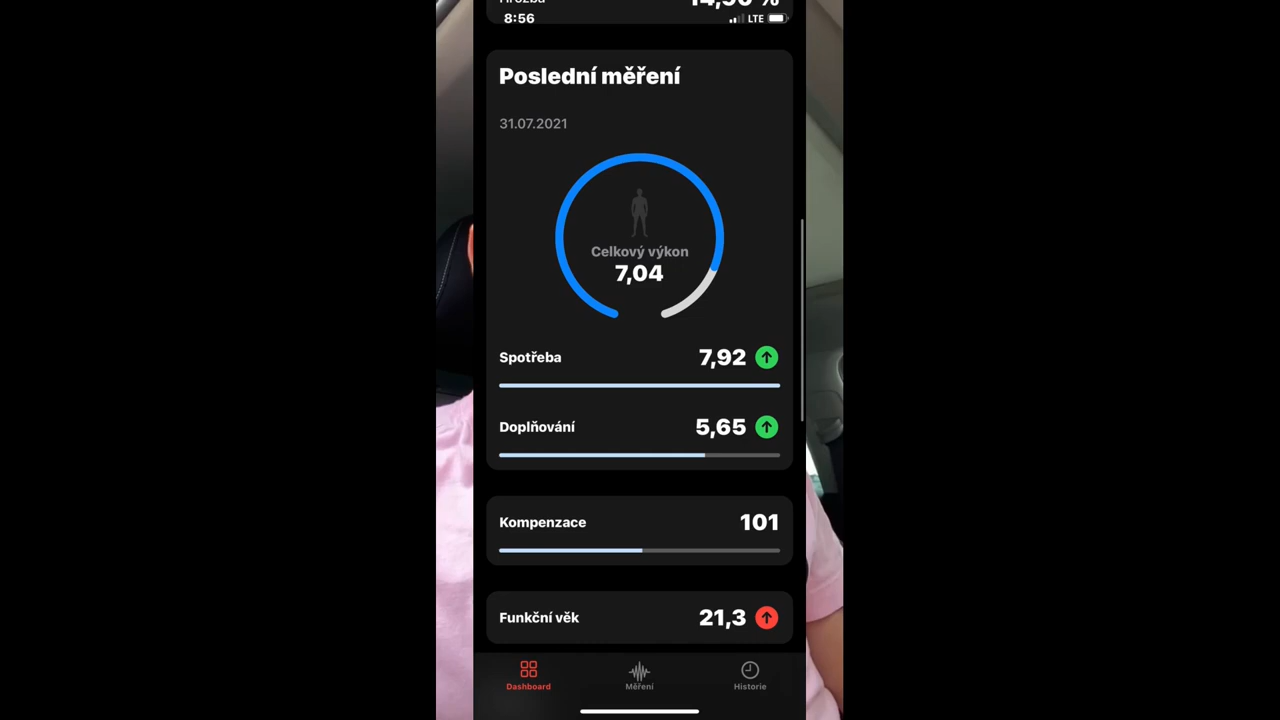 8:56
LTE
Poslední měření
31.07.2021
Celkový výkon
7,04
Spotřeba 7,92
Doplňování 5,65
Kompenzace 101
Funkční věk 21,3
Dashboard Měření Historie